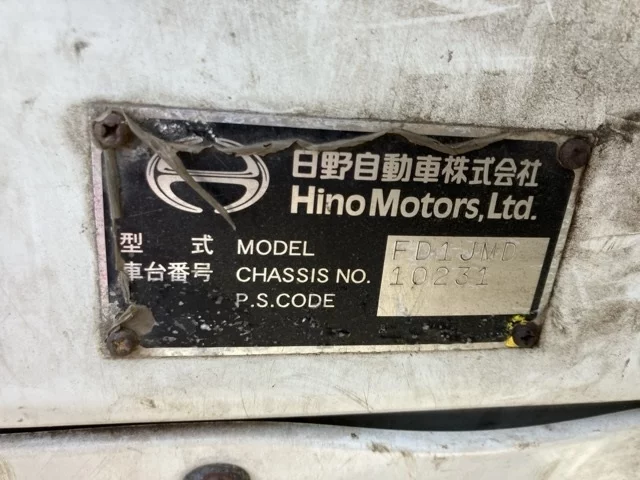 日野自動車株式会社
Hino Motors, Ltd.
型 式 MODEL FD1JMD
車台番号 CHASSIS NO. 10231
P.S.CODE